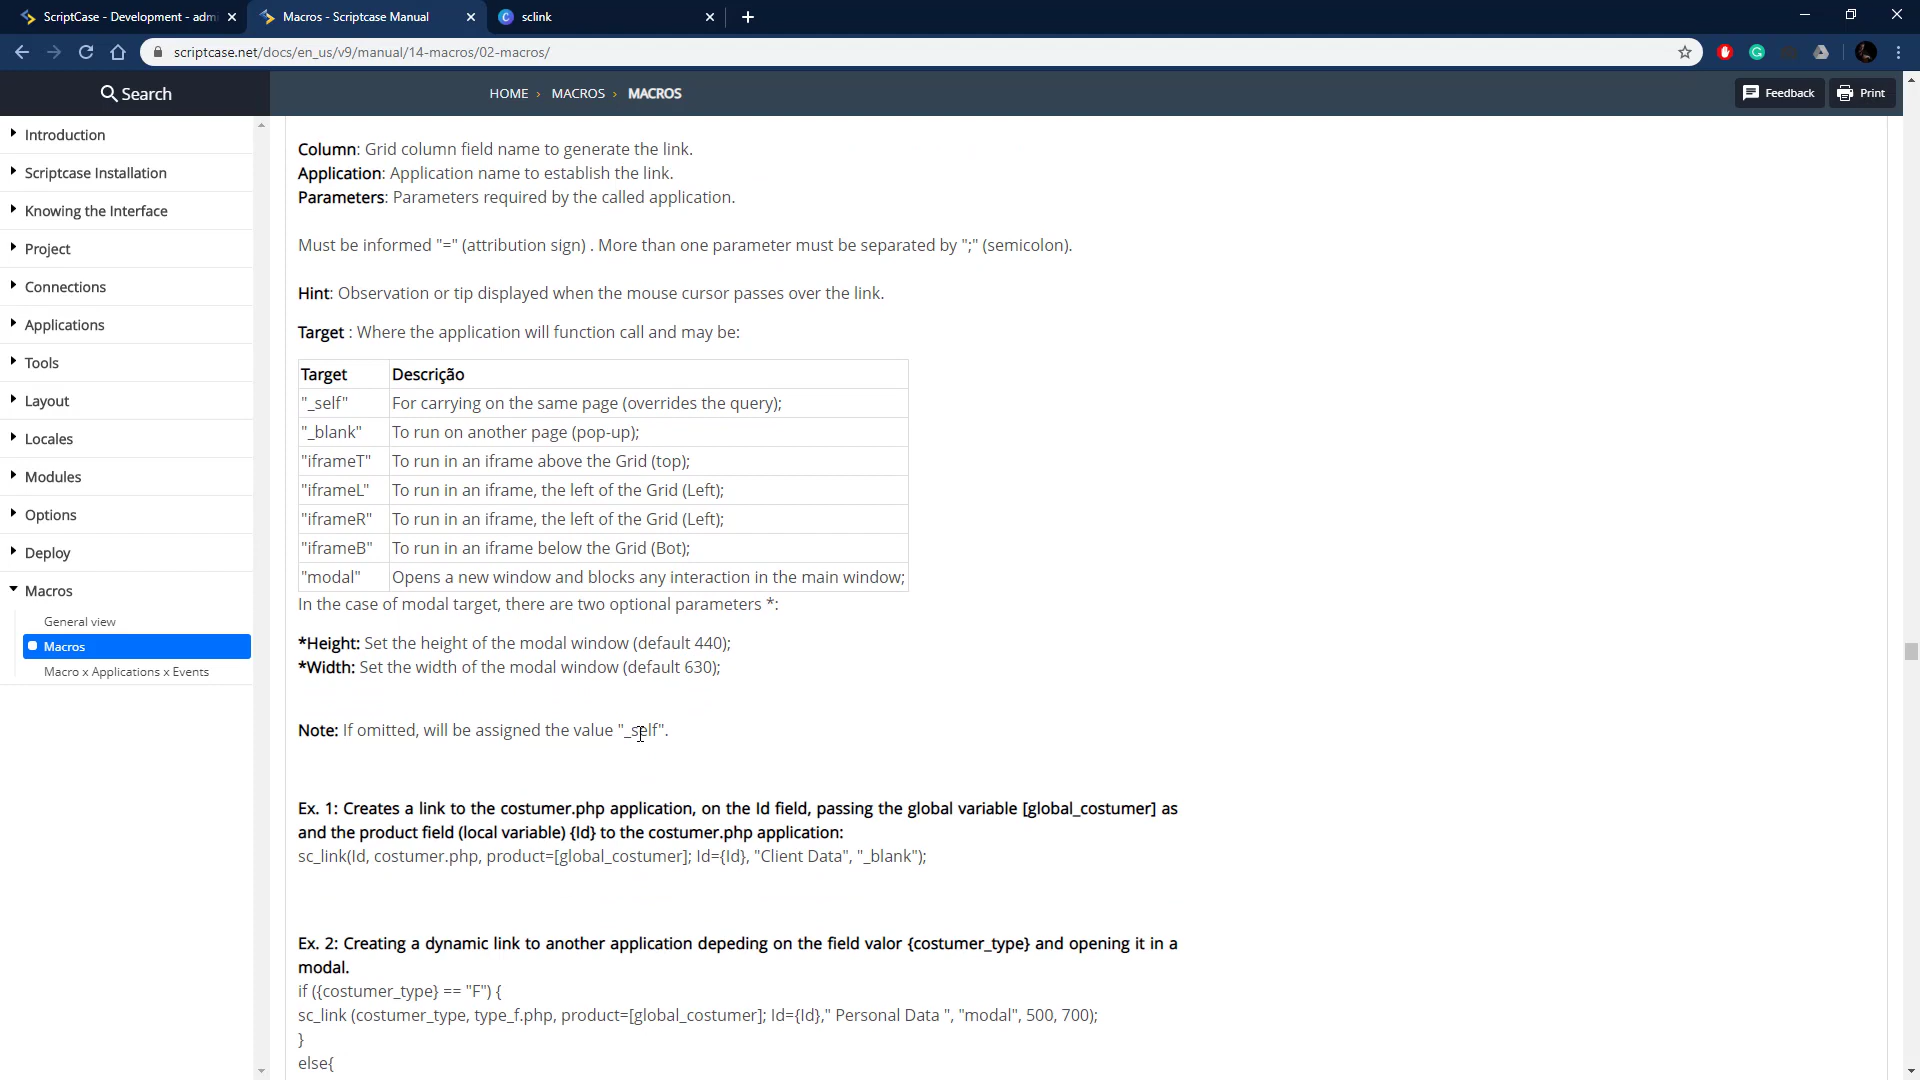 ScriptCase - Development - admi
Macros - Scriptcase Manual
sclink
scriptcase.net/docs/en_us/v9/manual/14-macros/02-macros/
Search
HOME › MACROS › MACROS
Feedback
Print
Introduction
Scriptcase Installation
Knowing the Interface
Project
Connections
Applications
Tools
Layout
Locales
Modules
Options
Deploy
Macros
General view
Macros
Macro x Applications x Events
Column: Grid column field name to generate the link.
Application: Application name to establish the link.
Parameters: Parameters required by the called application.
Must be informed "=" (attribution sign) . More than one parameter must be separated by ";" (semicolon).
Hint: Observation or tip displayed when the mouse cursor passes over the link.
Target : Where the application will function call and may be:
Target Descrição
"_self" For carrying on the same page (overrides the query);
"_blank" To run on another page (pop-up);
"iframeT" To run in an iframe above the Grid (top);
"iframeL" To run in an iframe, the left of the Grid (Left);
"iframeR" To run in an iframe, the left of the Grid (Left);
"iframeB" To run in an iframe below the Grid (Bot);
"modal" Opens a new window and blocks any interaction in the main window;
In the case of modal target, there are two optional parameters *:
*Height: Set the height of the modal window (default 440);
*Width: Set the width of the modal window (default 630);
Note: If omitted, will be assigned the value "_self".
Ex. 1: Creates a link to the costumer.php application, on the Id field, passing the global variable [global_costumer] as
and the product field (local variable) {Id} to the costumer.php application:
sc_link(Id, costumer.php, product=[global_costumer]; Id={Id}, "Client Data", "_blank");
Ex. 2: Creating a dynamic link to another application depeding on the field valor {costumer_type} and opening it in a
modal.
if ({costumer_type} == "F") {
sc_link (costumer_type, type_f.php, product=[global_costumer]; Id={Id}," Personal Data ", "modal", 500, 700);
}
else{